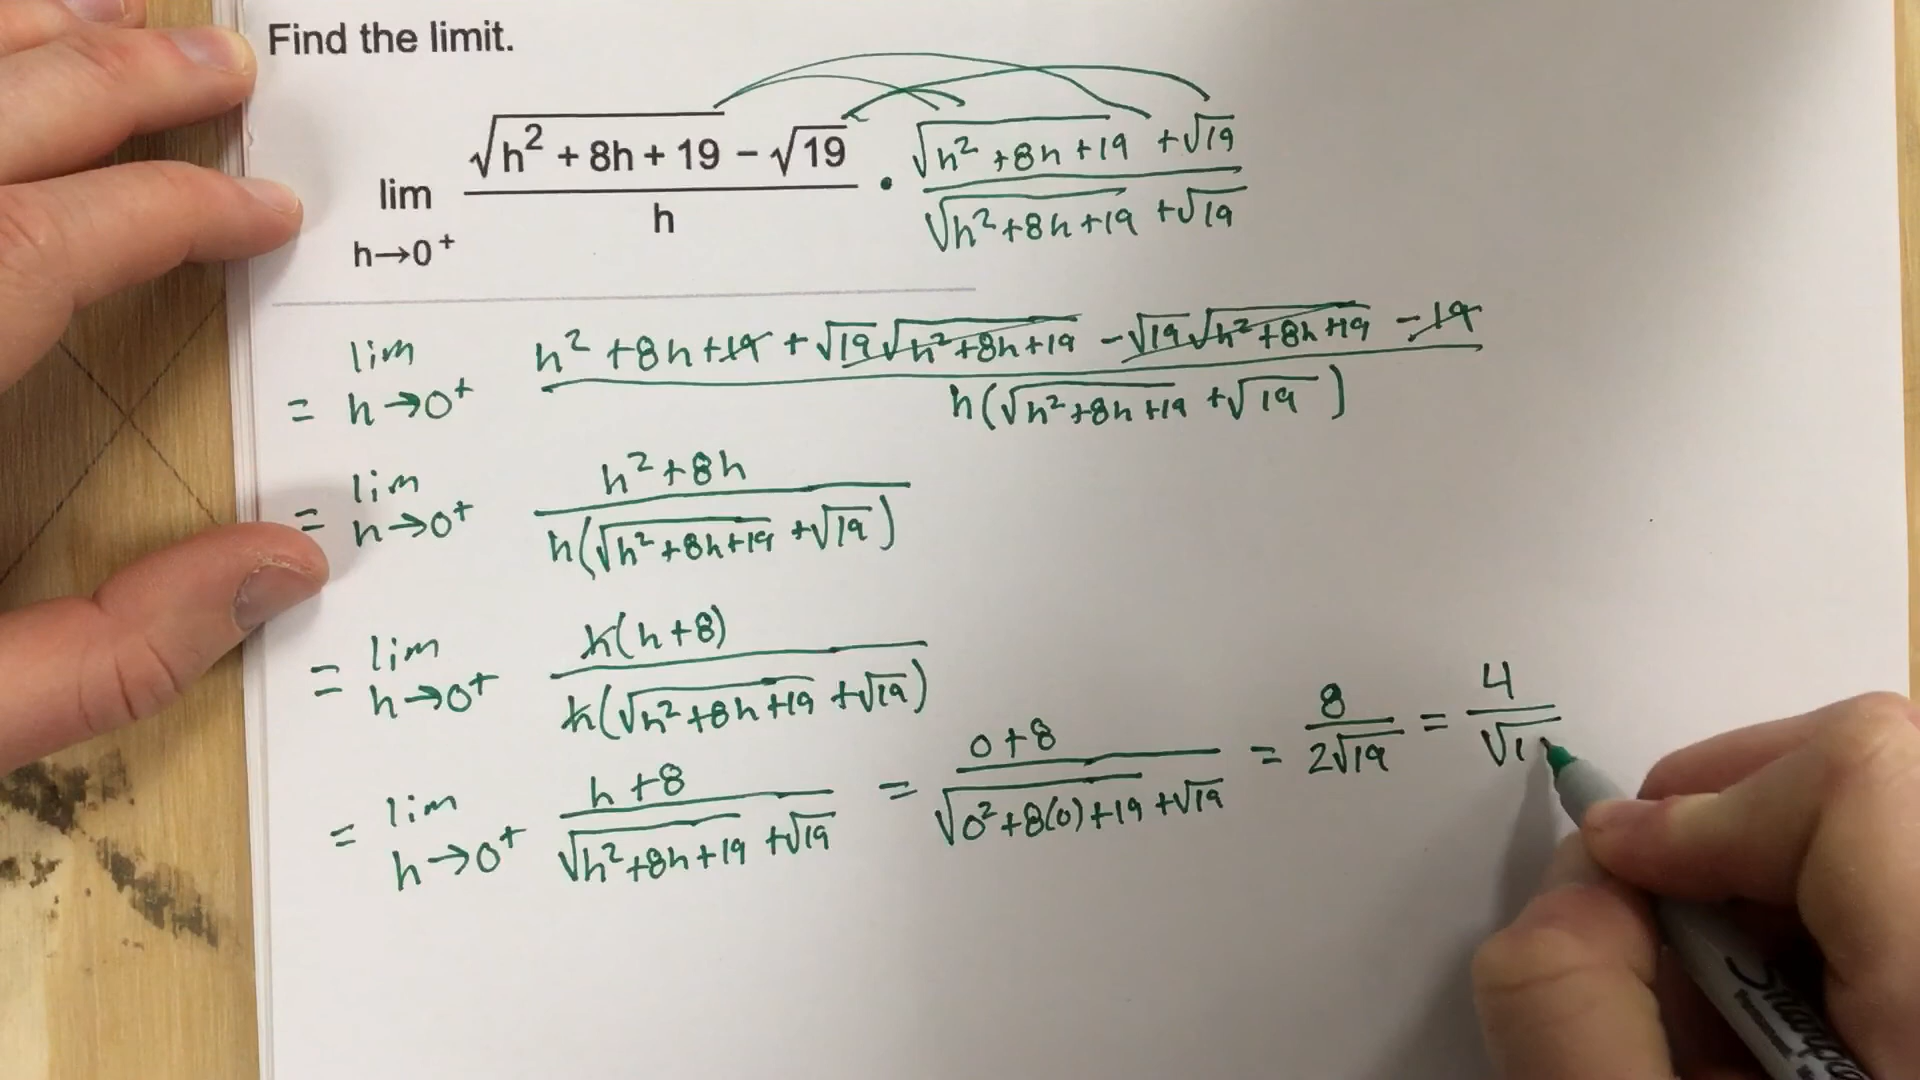 Find the limit.
lim h→0⁺ (√(h² + 8h + 19) − √19) / h · (√(h² + 8h + 19) + √19) / (√(h² + 8h + 19) + √19)
= lim h→0⁺ (h² + 8h + 19 + √19 √(h² + 8h + 19) − √19 √(h² + 8h + 19) − 19) / (h(√(h² + 8h + 19) + √19))
= lim h→0⁺ (h² + 8h) / (h(√(h² + 8h + 19) + √19))
= lim h→0⁺ h(h + 8) / (h(√(h² + 8h + 19) + √19))
= lim h→0⁺ (h + 8) / (√(h² + 8h + 19) + √19) = (0 + 8) / (√(0² + 8(0) + 19) + √19) = 8 / (2√19) = 4 / √1
Sharpie